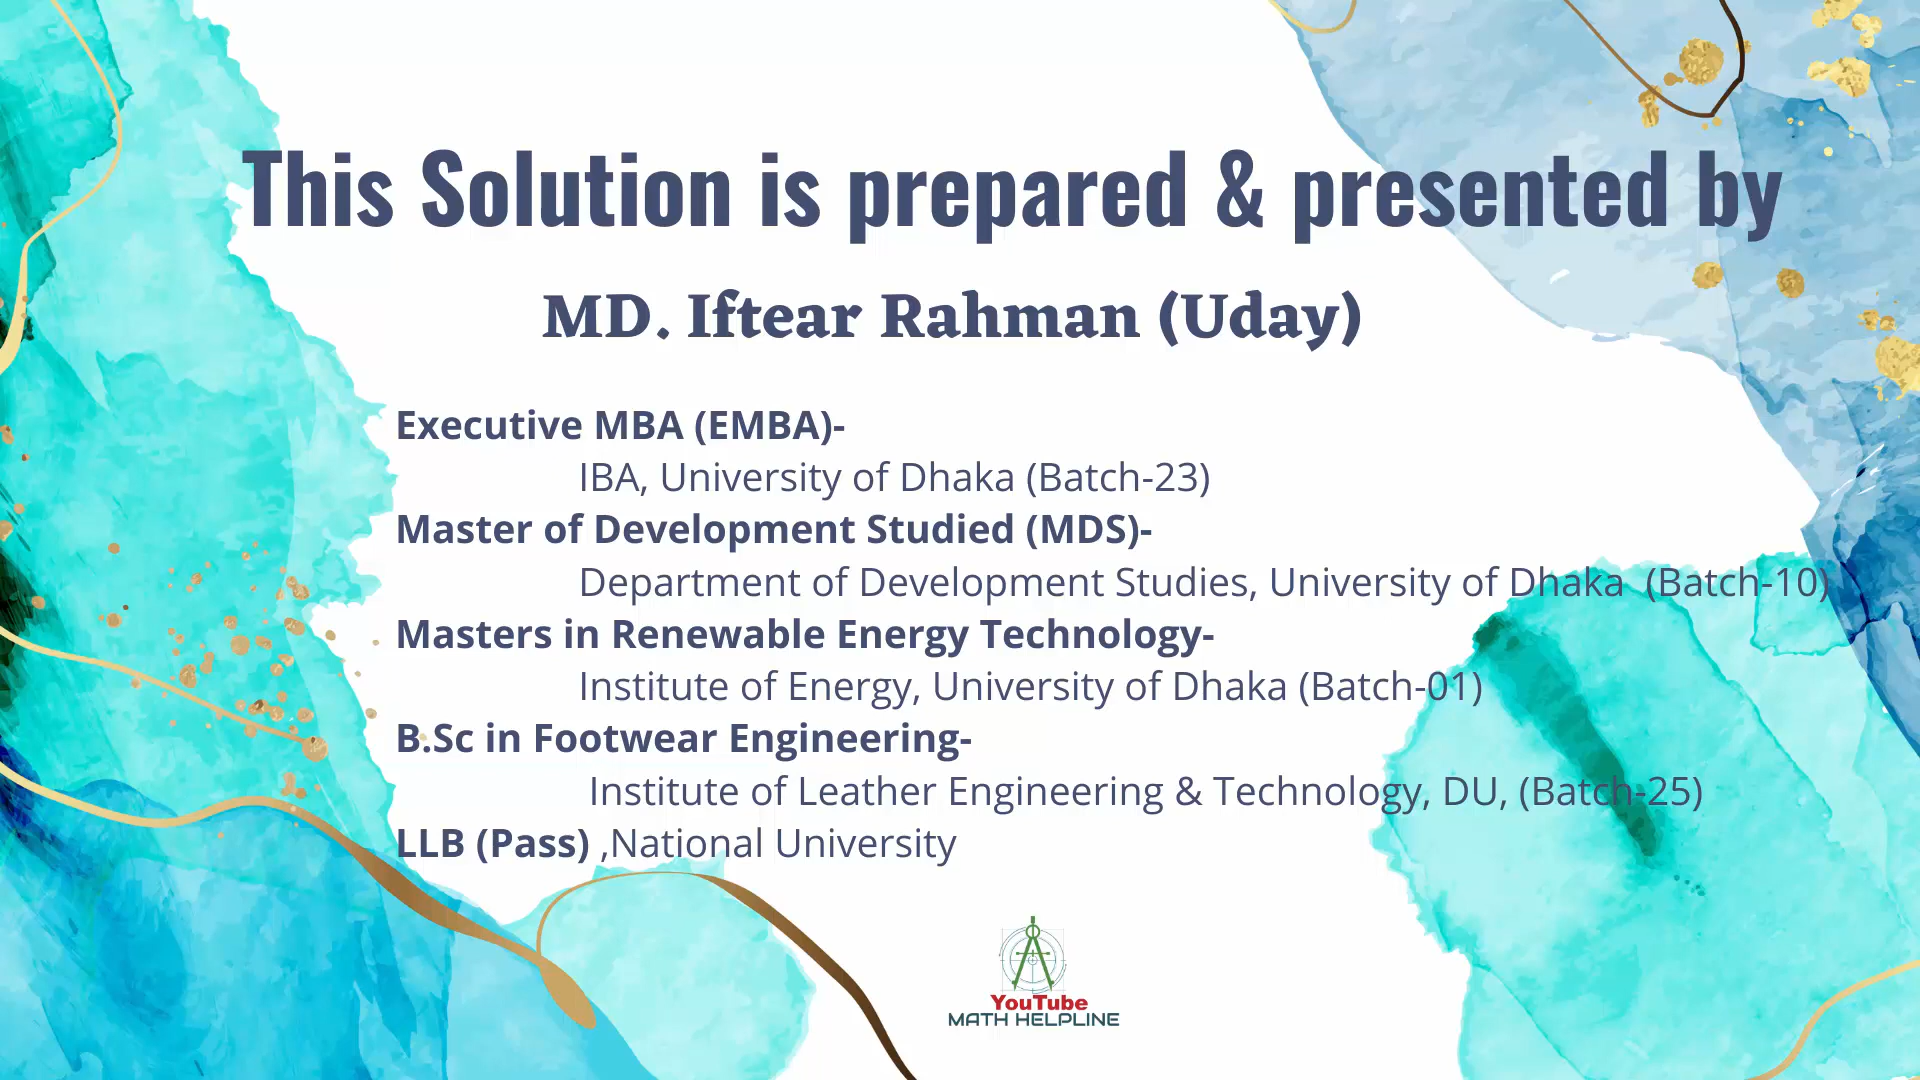 This Solution is prepared & presented by
MD. Iftear Rahman (Uday)
Executive MBA (EMBA)-
IBA, University of Dhaka (Batch-23)
Master of Development Studied (MDS)-
Department of Development Studies, University of Dhaka (Batch-10)
Masters in Renewable Energy Technology-
Institute of Energy, University of Dhaka (Batch-01)
B.Sc in Footwear Engineering-
Institute of Leather Engineering & Technology, DU, (Batch-25)
LLB (Pass) ,National University
YouTube
MATH HELPLINE